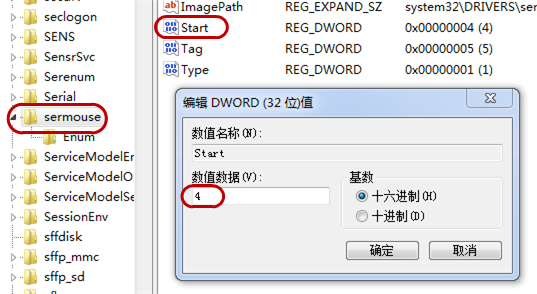 seclogon
SENS
SensrSvc
Serenum
Serial
sermouse
Enum
ServiceModelEn
ServiceModelO
ServiceModelSe
SessionEnv
sffdisk
sffp_mmc
sffp_sd
ImagePath REG_EXPAND_SZ system32\DRIVERS\ser
Start REG_DWORD 0x00000004 (4)
Tag REG_DWORD 0x00000005 (5)
Type REG_DWORD 0x00000001 (1)
编辑 DWORD (32 位)值
数值名称(N):
Start
数值数据(V):
4
基数
十六进制(H)
十进制(D)
确定
取消